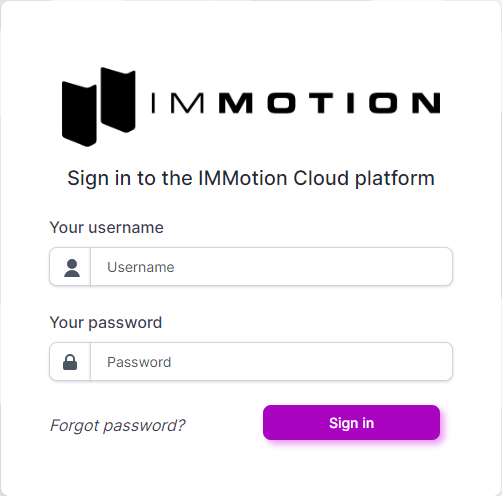 IMMOTION
Sign in to the IMMotion Cloud platform
Your username
Username
Your password
Password
Forgot password?
Sign in